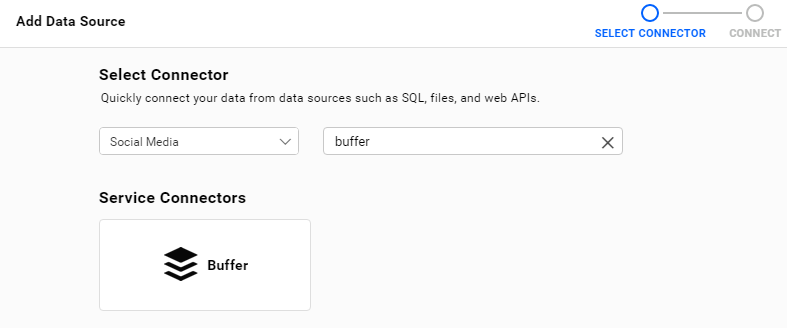 Add Data Source
SELECT CONNECTOR
CONNECT
Select Connector
Quickly connect your data from data sources such as SQL, files, and web APIs.
Social Media
buffer
Service Connectors
Buffer